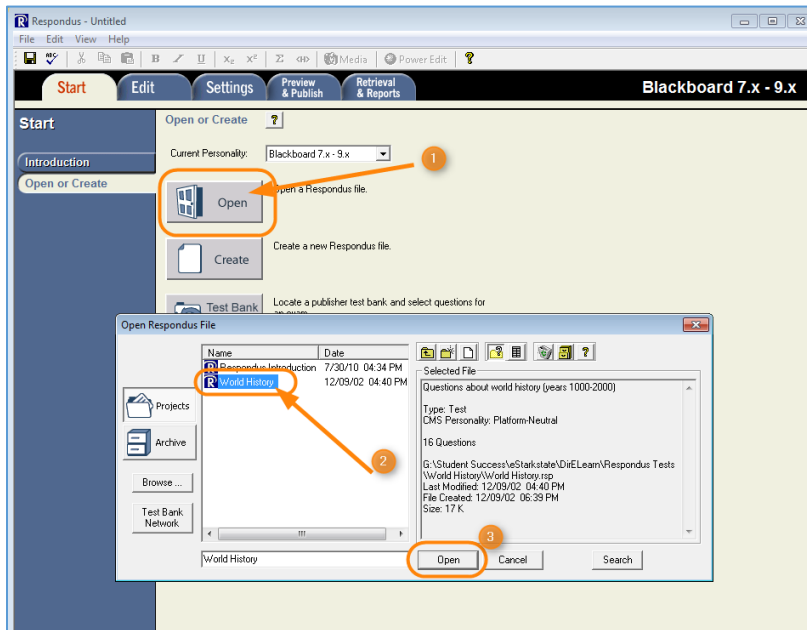 Respondus - Untitled
File Edit View Help
ABC B I U X₂ X² Σ Media Power Edit ?
Start Edit Settings Preview & Publish Retrieval & Reports Blackboard 7.x - 9.x
Start
Introduction
Open or Create
Open or Create ?
Current Personality: Blackboard 7.x - 9.x
1
Open Open a Respondus file.
Create Create a new Respondus file.
Test Bank Locate a publisher test bank and select questions for
an exam.
Open Respondus File
Name Date
Respondus Introduction 7/30/10 04:34 PM
World History 12/09/02 04:40 PM
2
Projects
Archive
Browse ...
Test Bank
Network
World History
Selected File
Questions about world history (years 1000-2000)
Type: Test
CMS Personality: Platform-Neutral
16 Questions
G:\Student Success\eStarkstate\DirELearn\Respondus Tests
\World History\World History.rsp
Last Modified: 12/09/02 04:40 PM
File Created: 12/09/02 06:39 PM
Size: 17 K
3
Open Cancel Search